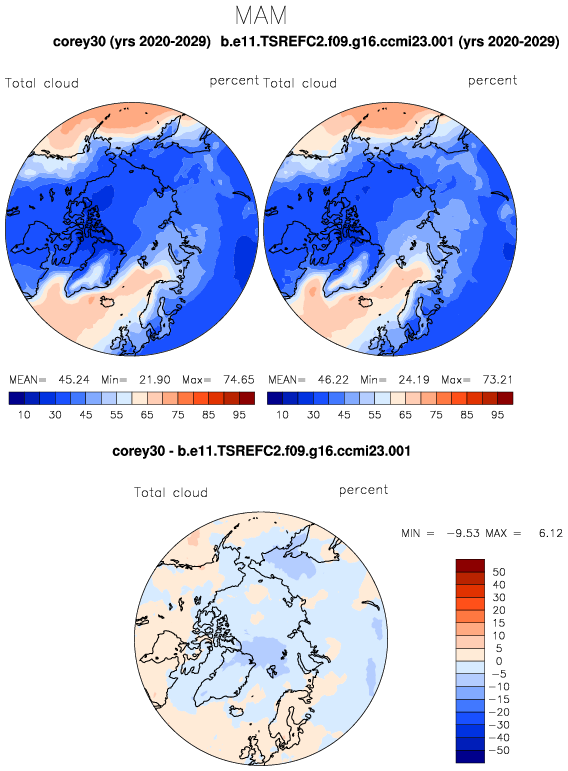 MAM
corey30 (yrs 2020-2029) b.e11.TSREFC2.f09.g16.ccmi23.001 (yrs 2020-2029)
Total cloud percent Total cloud percent
MEAN= 45.24 Min= 21.90 Max= 74.65 MEAN= 46.22 Min= 24.19 Max= 73.21
10 30 45 55 65 75 85 95 10 30 45 55 65 75 85 95
corey30 - b.e11.TSREFC2.f09.g16.ccmi23.001
Total cloud percent
MIN = -9.53 MAX = 6.12
50
40
30
20
15
10
5
0
-5
-10
-15
-20
-30
-40
-50